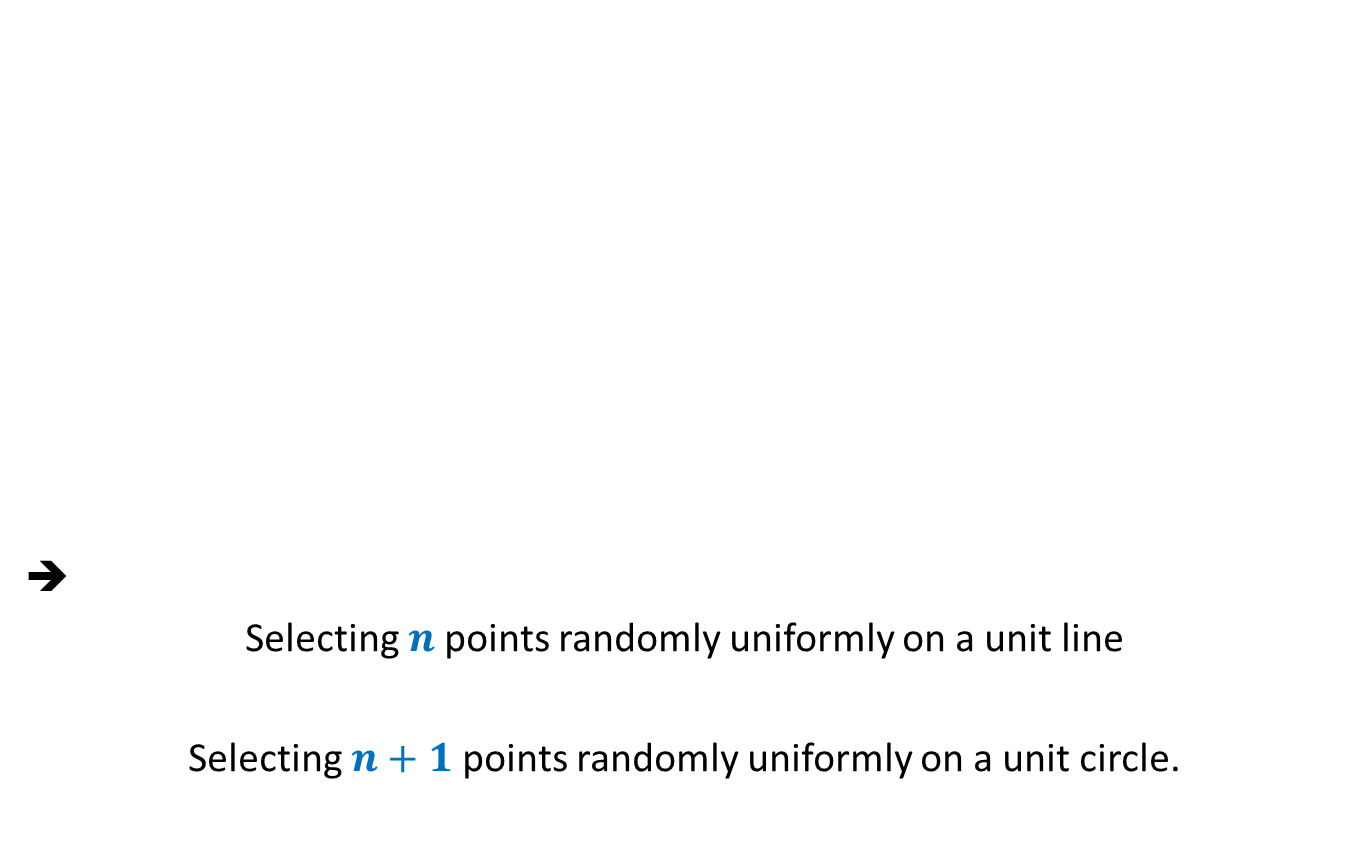 ➔
Selecting n points randomly uniformly on a unit line
Selecting n + 1 points randomly uniformly on a unit circle.